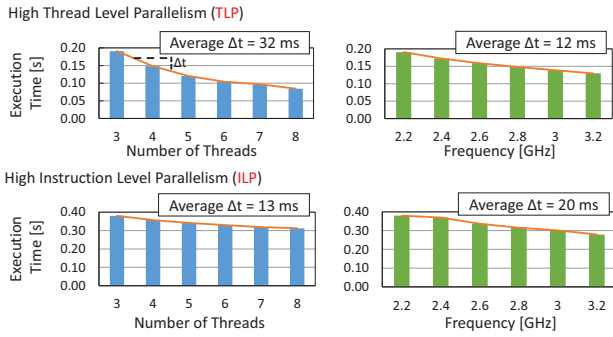 High Thread Level Parallelism (TLP)
Average Δt = 32 ms
Δt
Execution
Time [s]
0.20
0.15
0.10
0.05
0.00
3 4 5 6 7 8
Number of Threads
Average Δt = 12 ms
0.20
0.15
0.10
0.05
0.00
2.2 2.4 2.6 2.8 3 3.2
Frequency [GHz]
High Instruction Level Parallelism (ILP)
Average Δt = 13 ms
Execution
Time [s]
0.40
0.30
0.20
0.10
0.00
3 4 5 6 7 8
Number of Threads
Average Δt = 20 ms
0.40
0.30
0.20
0.10
0.00
2.2 2.4 2.6 2.8 3 3.2
Frequency [GHz]